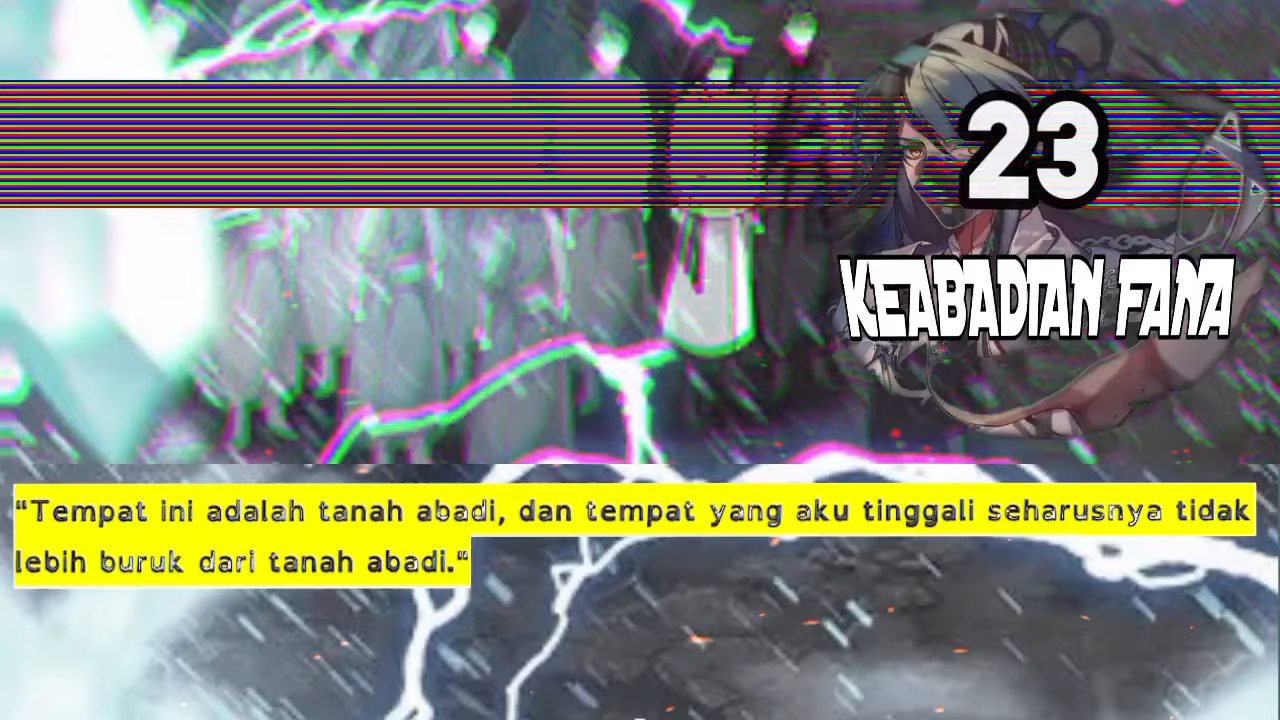 23
KEABADIAN FANA
"Tempat ini adalah tanah abadi, dan tempat yang aku tinggali seharusnya tidak
lebih buruk dari tanah abadi."